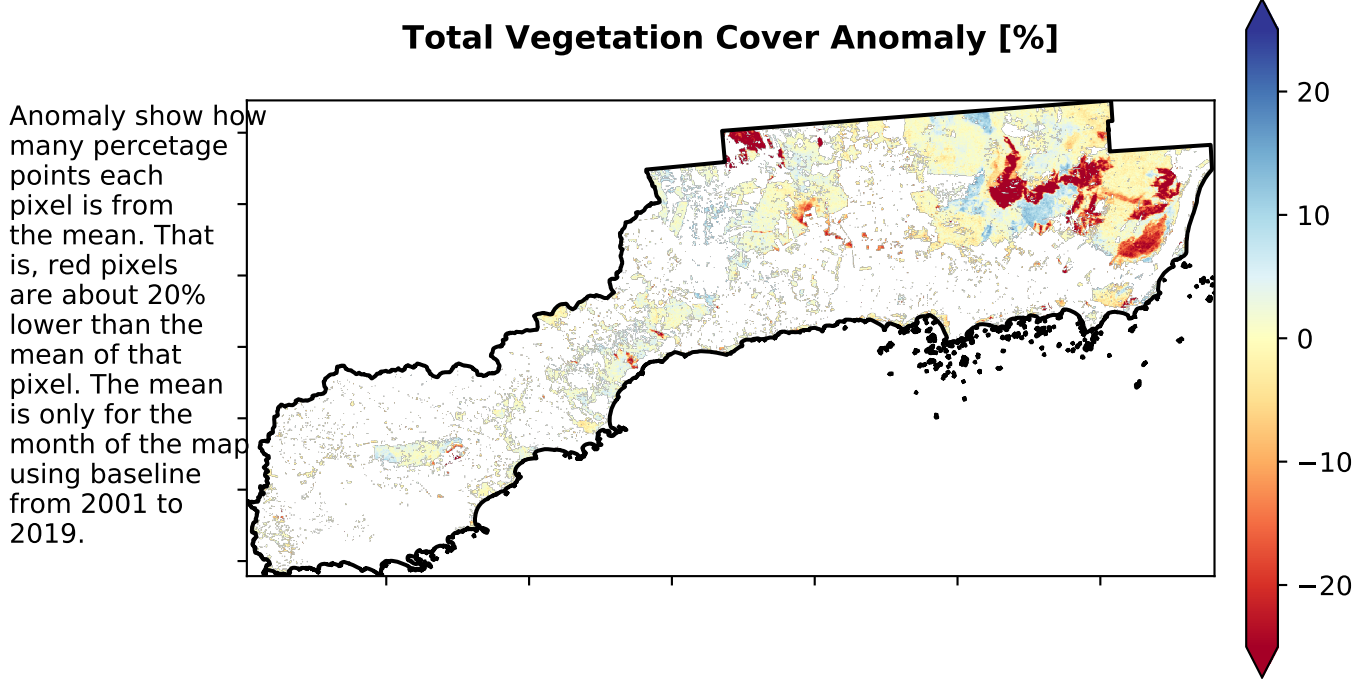 Total Vegetation Cover Anomaly [%]
Anomaly show how
many percetage
points each
pixel is from
the mean. That
is, red pixels
are about 20%
lower than the
mean of that
pixel. The mean
is only for the
month of the map
using baseline
from 2001 to
2019.
20
10
0
−10
−20